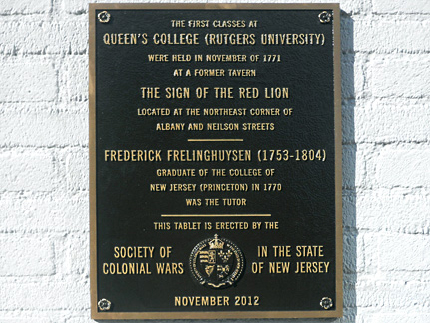 THE FIRST CLASSES AT
QUEEN'S COLLEGE (RUTGERS UNIVERSITY)
WERE HELD IN NOVEMBER OF 1771
AT A FORMER TAVERN
THE SIGN OF THE RED LION
LOCATED AT THE NORTHEAST CORNER OF
ALBANY AND NEILSON STREETS
FREDERICK FRELINGHUYSEN (1753-1804)
GRADUATE OF THE COLLEGE OF
NEW JERSEY (PRINCETON) IN 1770
WAS THE TUTOR
THIS TABLET IS ERECTED BY THE
SOCIETY OF
COLONIAL WARS
IN THE STATE
OF NEW JERSEY
NOVEMBER 2012